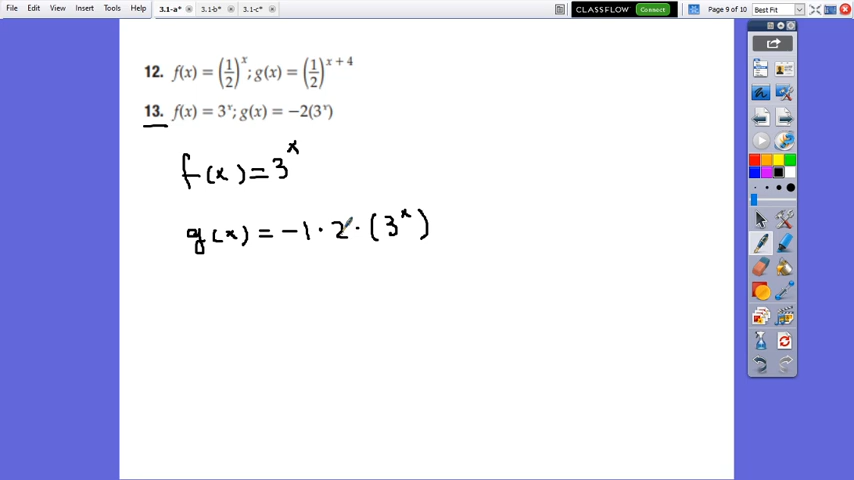 File Edit View Insert Tools Help 3.1-a* 3.1-b* 3.1-c* CLASSFLOW Connect Page 9 of 10 Best Fit
12. f(x) = (1/2)^x; g(x) = (1/2)^(x + 4)
13. f(x) = 3^x; g(x) = −2(3^x)
f(x) = 3^x
g(x) = −1 · 2 · (3^x)